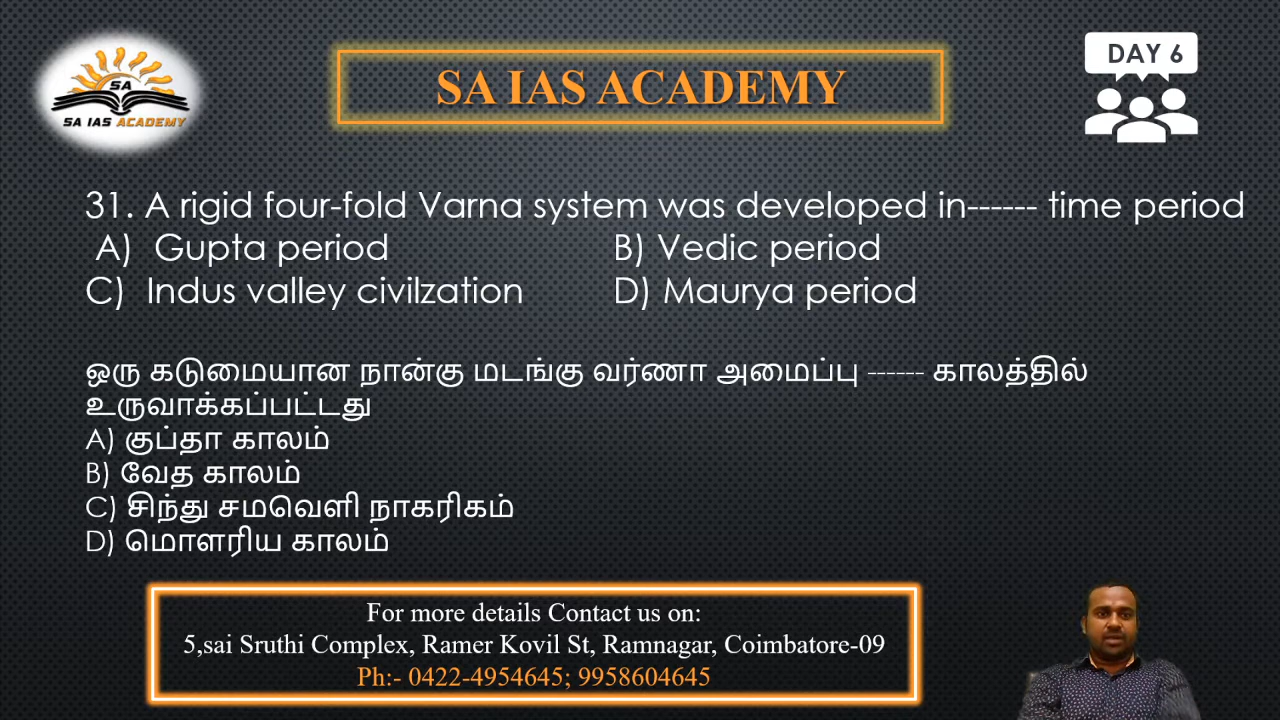 SA
SA IAS ACADEMY
SA IAS ACADEMY
DAY 6
31. A rigid four-fold Varna system was developed in------ time period
A) Gupta period B) Vedic period
C) Indus valley civilzation D) Maurya period
ஒரு கடுமையான நான்கு மடங்கு வர்ணா அமைப்பு ------ காலத்தில்
உருவாக்கப்பட்டது
A) குப்தா காலம்
B) வேத காலம்
C) சிந்து சமவெளி நாகரிகம்
D) மௌரிய காலம்
For more details Contact us on:
5,sai Sruthi Complex, Ramer Kovil St, Ramnagar, Coimbatore-09
Ph:- 0422-4954645; 9958604645